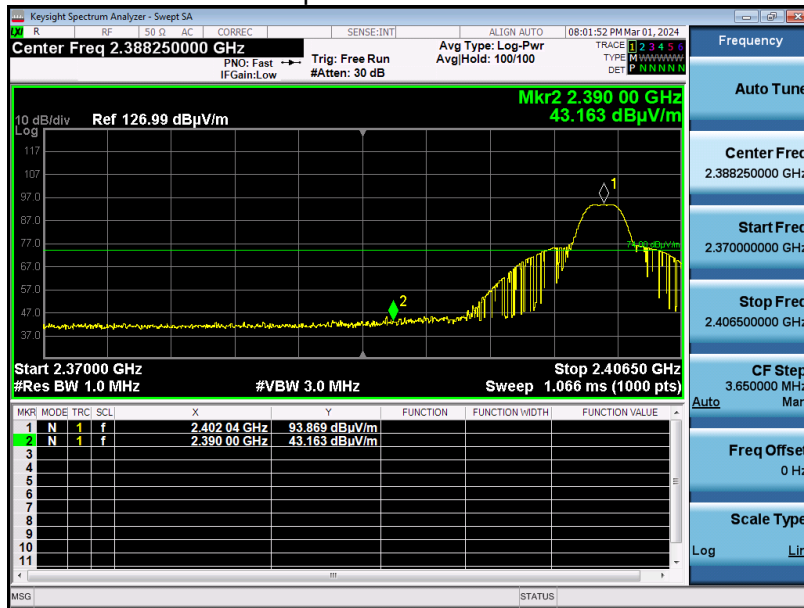 Keysight Spectrum Analyzer - Swept SA
LXI R RF 50 Ω AC CORREC SENSE:INT ALIGN AUTO 08:01:52 PM Mar 01, 2024
Center Freq 2.388250000 GHz
PNO: Fast
IFGain:Low
Trig: Free Run
#Atten: 30 dB
Avg Type: Log-Pwr
Avg|Hold: 100/100
TRACE 1 2 3 4 5 6
TYPE M WWWWW
DET P N N N N N
Mkr2 2.390 00 GHz
43.163 dBµV/m
10 dB/div Ref 126.99 dBµV/m
Log
117
107
97.0
87.0
77.0
67.0
57.0
47.0
37.0
1
2
74.00 dBµV/m
Start 2.37000 GHz Stop 2.40650 GHz
#Res BW 1.0 MHz #VBW 3.0 MHz Sweep 1.066 ms (1000 pts)
MKR MODE TRC SCL X Y FUNCTION FUNCTION WIDTH FUNCTION VALUE
1 N 1 f 2.402 04 GHz 93.869 dBµV/m
2 N 1 f 2.390 00 GHz 43.163 dBµV/m
3
4
5
6
7
8
9
10
11
MSG STATUS
Frequency
Auto Tune
Center Freq
2.388250000 GHz
Start Freq
2.370000000 GHz
Stop Freq
2.406500000 GHz
CF Step
3.650000 MHz
Auto Man
Freq Offset
0 Hz
Scale Type
Log Lin